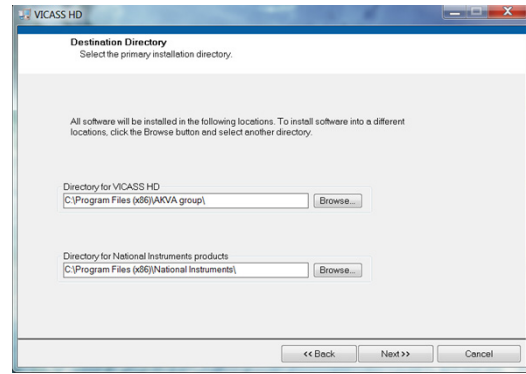 VICASS HD
Destination Directory
Select the primary installation directory.
All software will be installed in the following locations. To install software into a different
locations, click the Browse button and select another directory.
Directory for VICASS HD
C:\Program Files (x86)\AKVA group\
Browse...
Directory for National Instruments products
C:\Program Files (x86)\National Instruments\
Browse...
<< Back
Next >>
Cancel